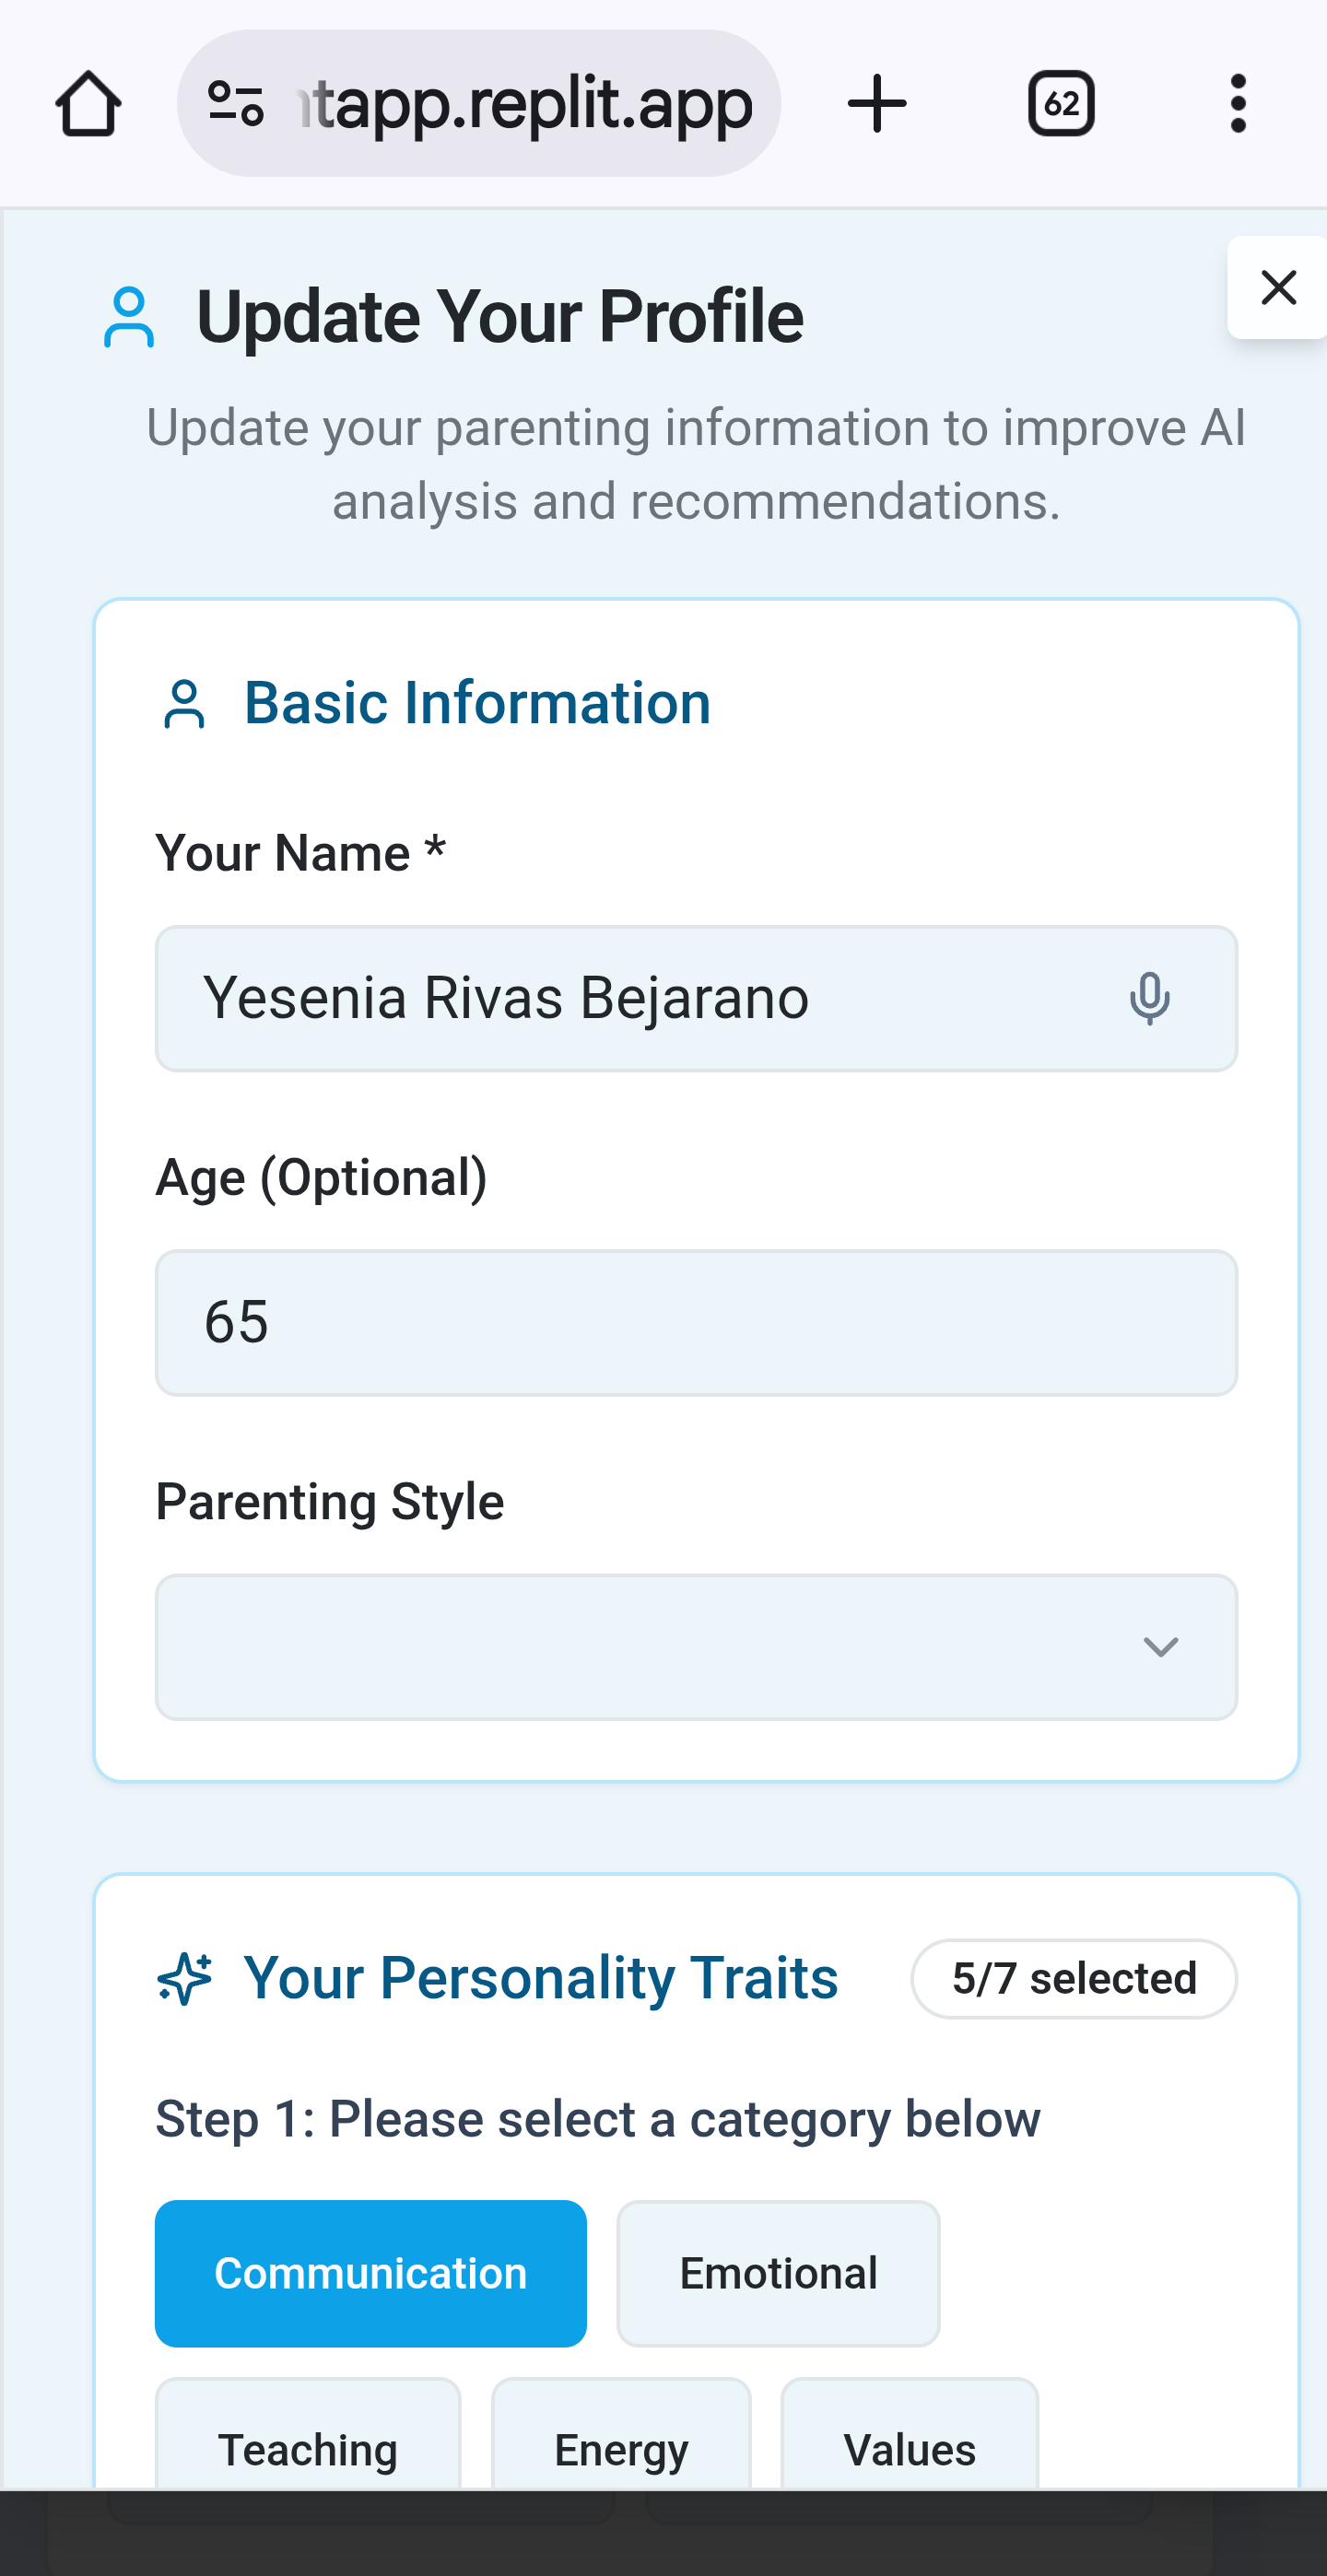 tapp.replit.app
62
Update Your Profile
Update your parenting information to improve AI
analysis and recommendations.
Basic Information
Your Name *
Yesenia Rivas Bejarano
Age (Optional)
65
Parenting Style
Your Personality Traits
5/7 selected
Step 1: Please select a category below
Communication
Emotional
Teaching
Energy
Values